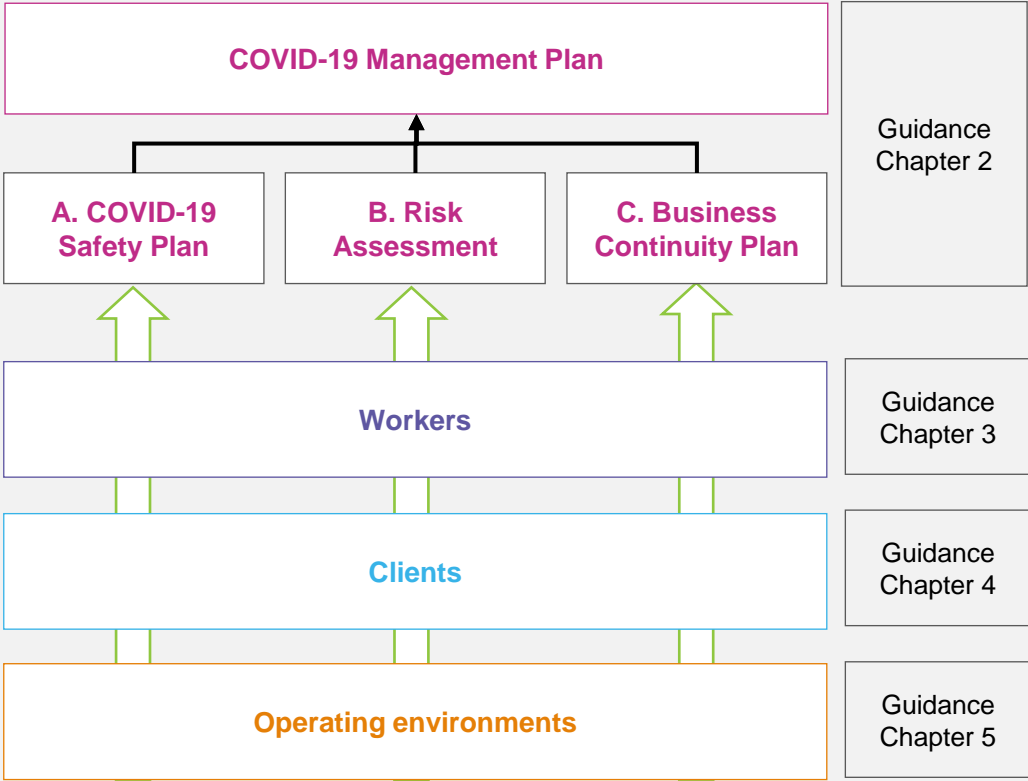 COVID-19 Management Plan
Guidance
Chapter 2
A. COVID-19
Safety Plan
B. Risk
Assessment
C. Business
Continuity Plan
Workers
Guidance
Chapter 3
Clients
Guidance
Chapter 4
Operating environments
Guidance
Chapter 5